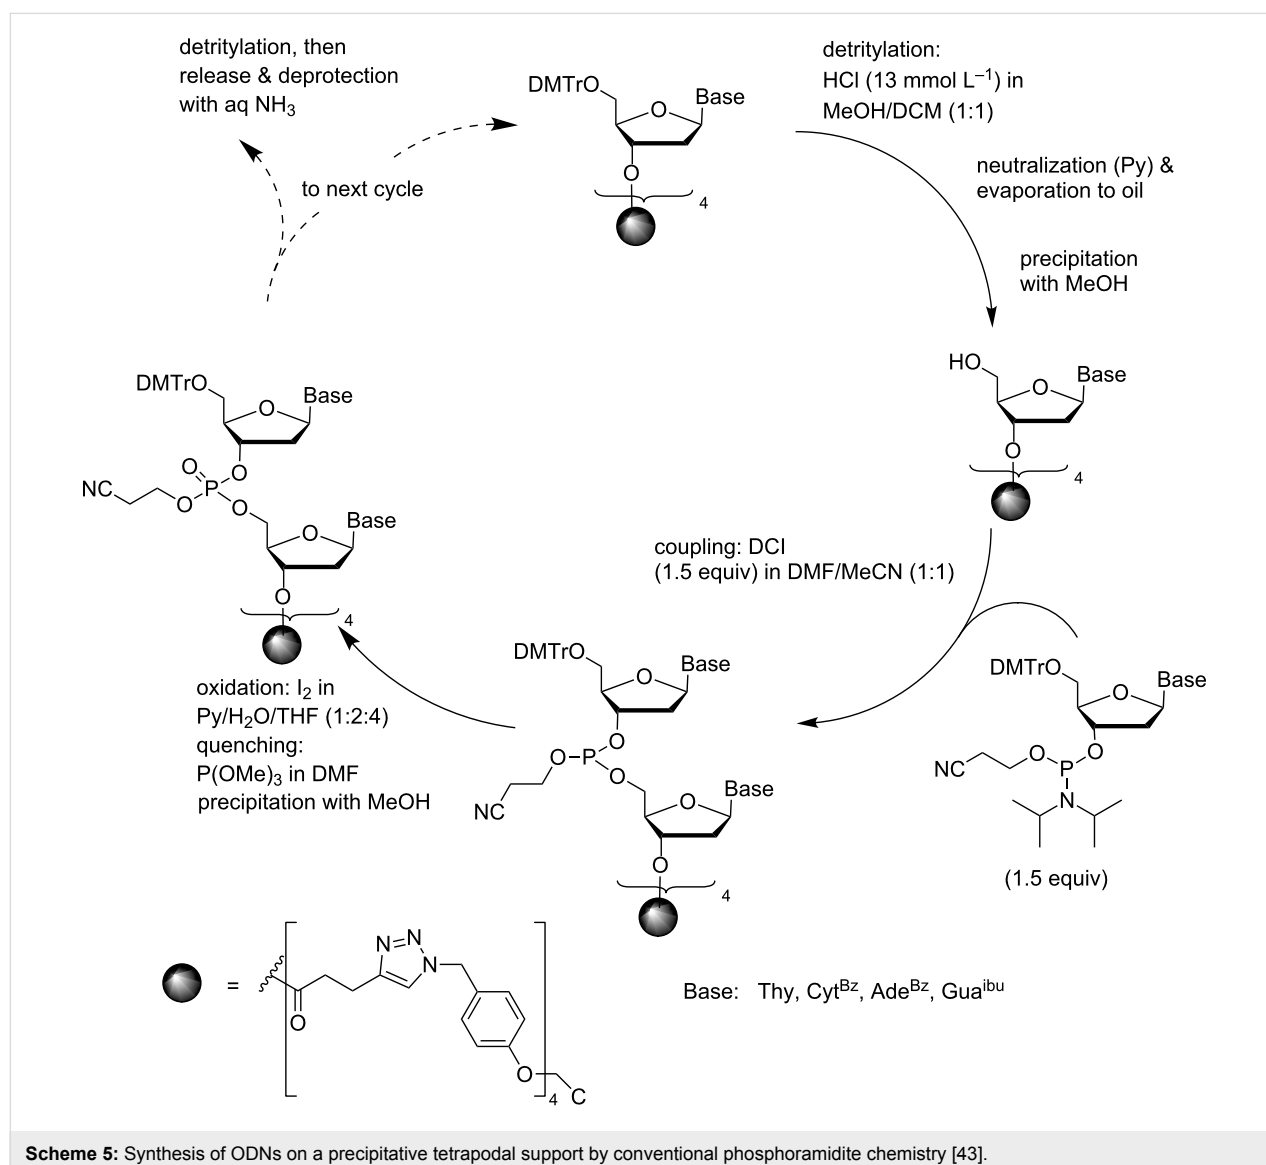 detritylation, then
release & deprotection
with aq NH3
to next cycle
DMTrO
O
Base
O
4
detritylation:
HCl (13 mmol L–1) in
MeOH/DCM (1:1)
neutralization (Py) &
evaporation to oil
precipitation
with MeOH
HO
O
Base
O
4
coupling: DCI
(1.5 equiv) in DMF/MeCN (1:1)
DMTrO
O
Base
O
O
P
NC
N
(1.5 equiv)
DMTrO
O
Base
O
O
P
O
NC
O
Base
O
4
oxidation: I2 in
Py/H2O/THF (1:2:4)
quenching:
P(OMe)3 in DMF
precipitation with MeOH
DMTrO
O
Base
O
O
P
NC
O
O
O
Base
O
4
=
O
N=N
N
O
4
C
Base: Thy, CytBz, AdeBz, Guaibu
Scheme 5: Synthesis of ODNs on a precipitative tetrapodal support by conventional phosphoramidite chemistry [43].